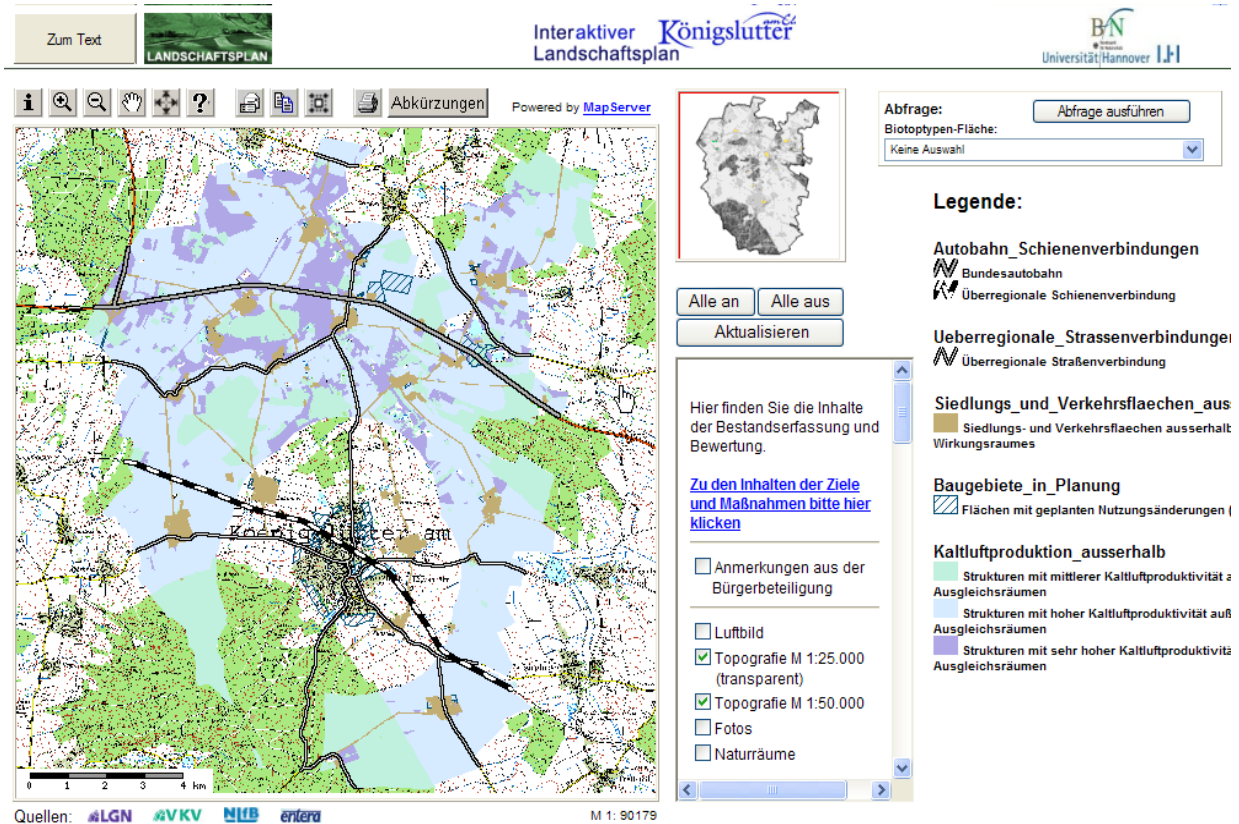 Zum Text
LANDSCHAFTSPLAN
Interaktiver
Landschaftsplan
Königslutter
am Elm
BfN
Universität Hannover
Abkürzungen
Powered by MapServer
Abfrage:
Abfrage ausführen
Biotoptypen-Fläche:
Keine Auswahl
Alle an
Alle aus
Aktualisieren
Hier finden Sie die Inhalte
der Bestandserfassung und
Bewertung.
Zu den Inhalten der Ziele
und Maßnahmen bitte hier
klicken
Anmerkungen aus der
Bürgerbeteiligung
Luftbild
Topografie M 1:25.000
(transparent)
Topografie M 1:50.000
Fotos
Naturräume
Legende:
Autobahn_Schienenverbindungen
Bundesautobahn
Überregionale Schienenverbindung
Ueberregionale_Strassenverbindunge
Überregionale Straßenverbindung
Siedlungs_und_Verkehrsflaechen_aus
Siedlungs- und Verkehrsflaechen ausserhalb
Wirkungsraumes
Baugebiete_in_Planung
Flächen mit geplanten Nutzungsänderungen (
Kaltluftproduktion_ausserhalb
Strukturen mit mittlerer Kaltluftproduktivität a
Ausgleichsräumen
Strukturen mit hoher Kaltluftproduktivität auß
Ausgleichsräumen
Strukturen mit sehr hoher Kaltluftproduktivitä
Ausgleichsräumen
0 1 2 3 4 km
Quellen: LGN VKV NLfB entera
M 1: 90179